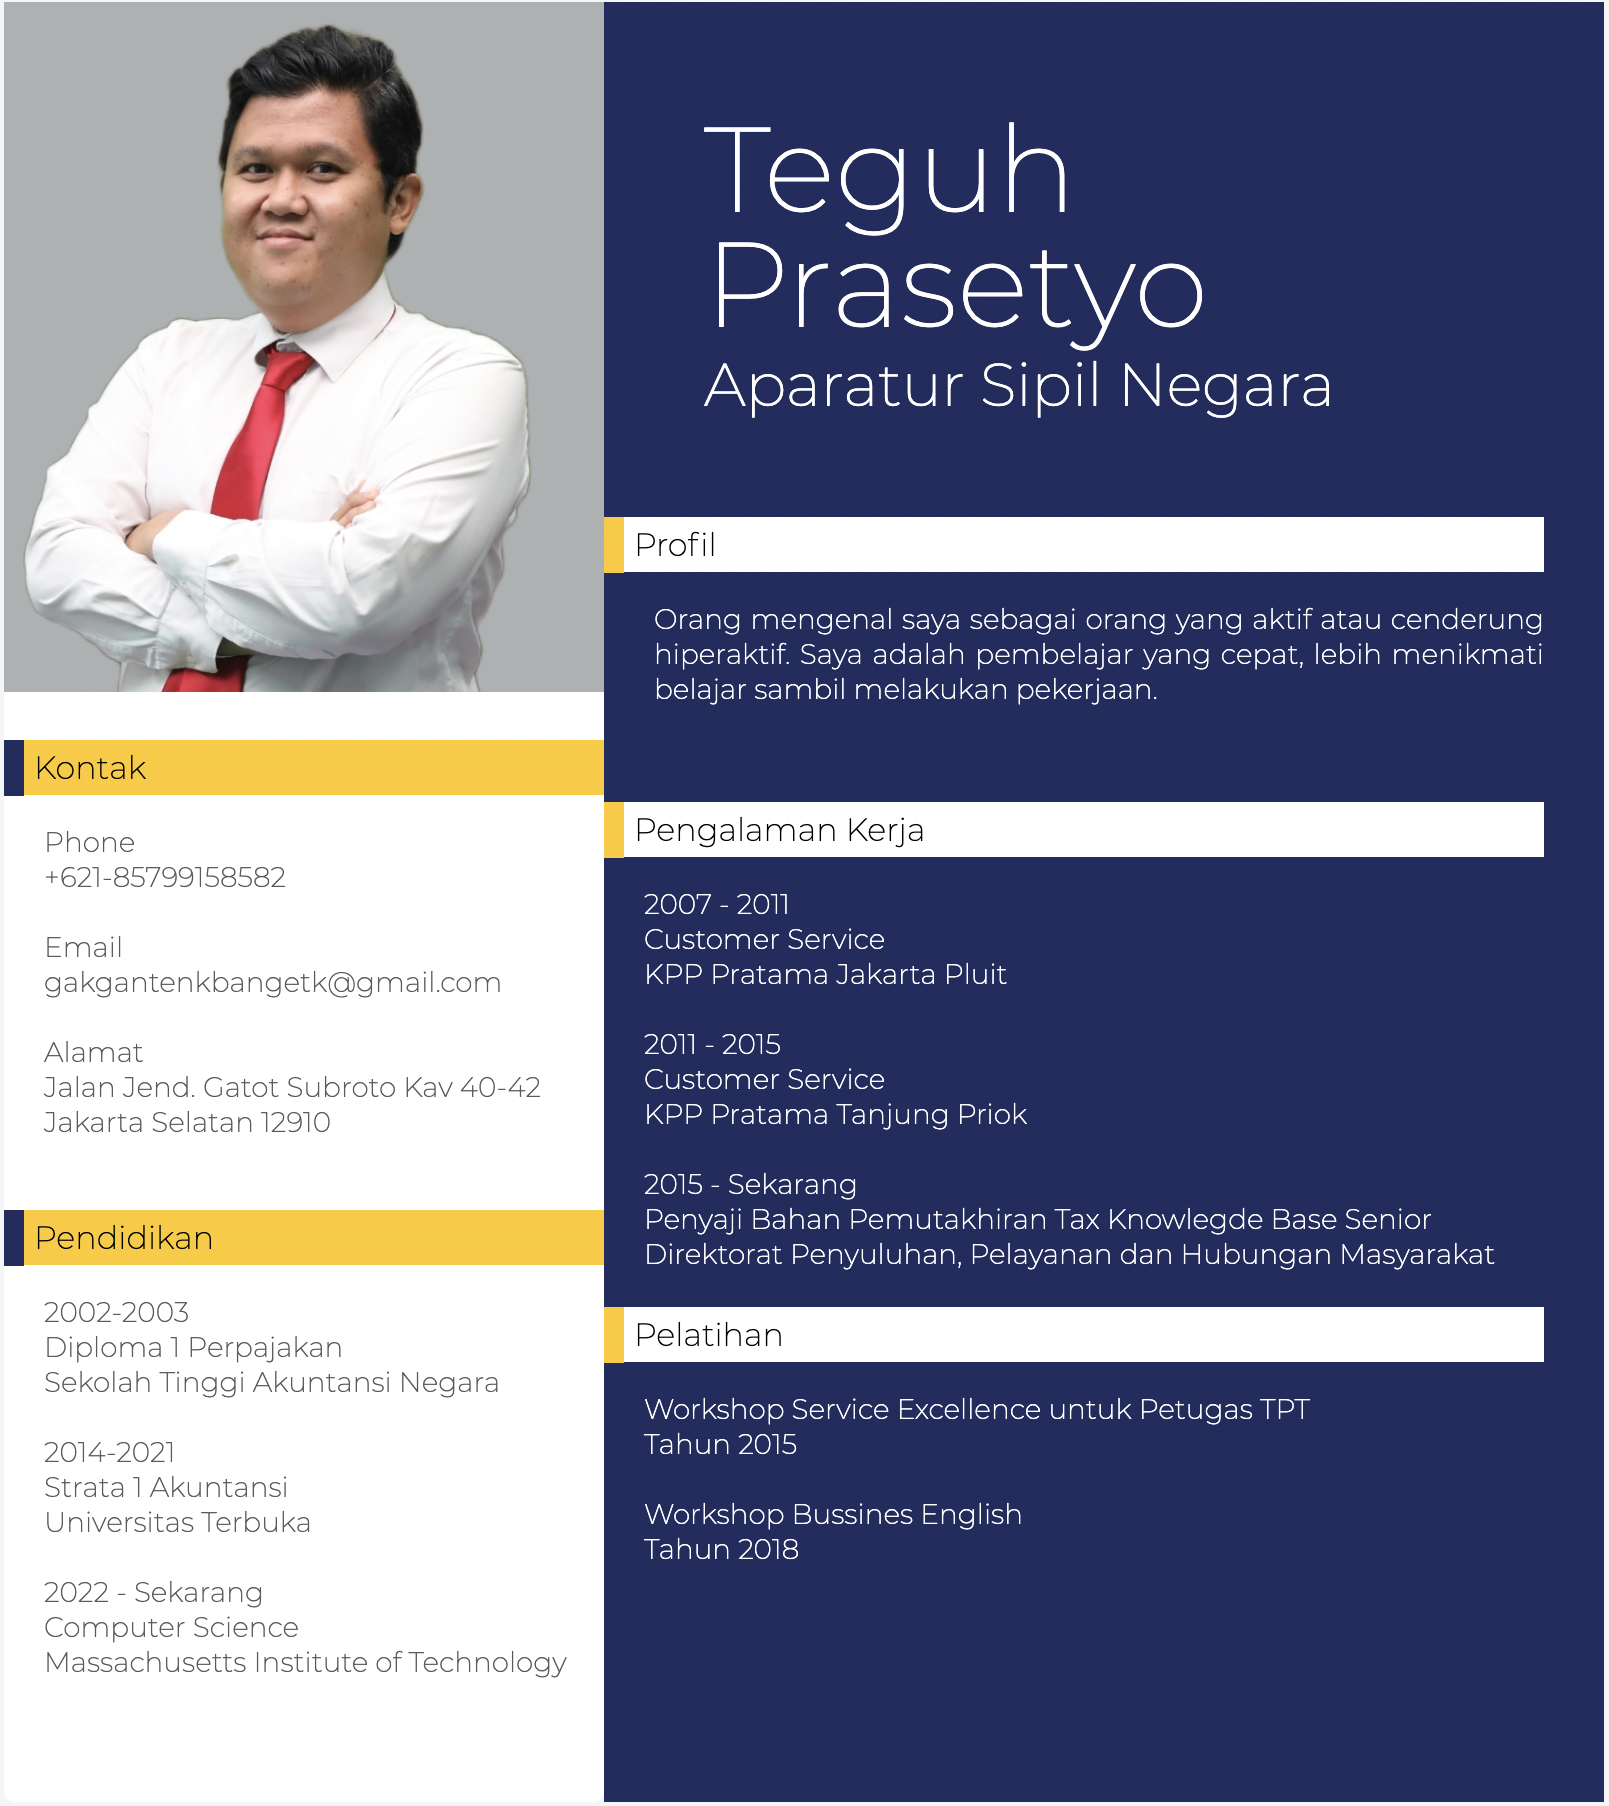 Teguh
Prasetyo
Aparatur Sipil Negara
Profil
Orang mengenal saya sebagai orang yang aktif atau cenderung
hiperaktif. Saya adalah pembelajar yang cepat, lebih menikmati
belajar sambil melakukan pekerjaan.
Kontak
Phone
+621-85799158582
Email
gakgantenkbangetk@gmail.com
Alamat
Jalan Jend. Gatot Subroto Kav 40-42
Jakarta Selatan 12910
Pendidikan
2002-2003
Diploma 1 Perpajakan
Sekolah Tinggi Akuntansi Negara
2014-2021
Strata 1 Akuntansi
Universitas Terbuka
2022 - Sekarang
Computer Science
Massachusetts Institute of Technology
Pengalaman Kerja
2007 - 2011
Customer Service
KPP Pratama Jakarta Pluit
2011 - 2015
Customer Service
KPP Pratama Tanjung Priok
2015 - Sekarang
Penyaji Bahan Pemutakhiran Tax Knowlegde Base Senior
Direktorat Penyuluhan, Pelayanan dan Hubungan Masyarakat
Pelatihan
Workshop Service Excellence untuk Petugas TPT
Tahun 2015
Workshop Bussines English
Tahun 2018